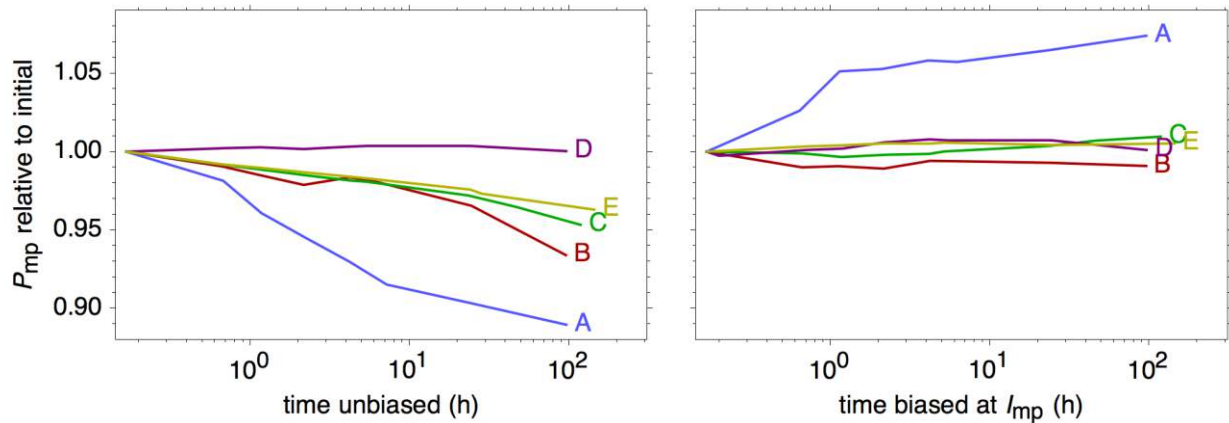 P_mp relative to initial
1.05
1.00
0.95
0.90
A
B
C
D
E
10^0
10^1
10^2
time unbiased (h)
A
B
C
D
E
10^0
10^1
10^2
time biased at I_mp (h)